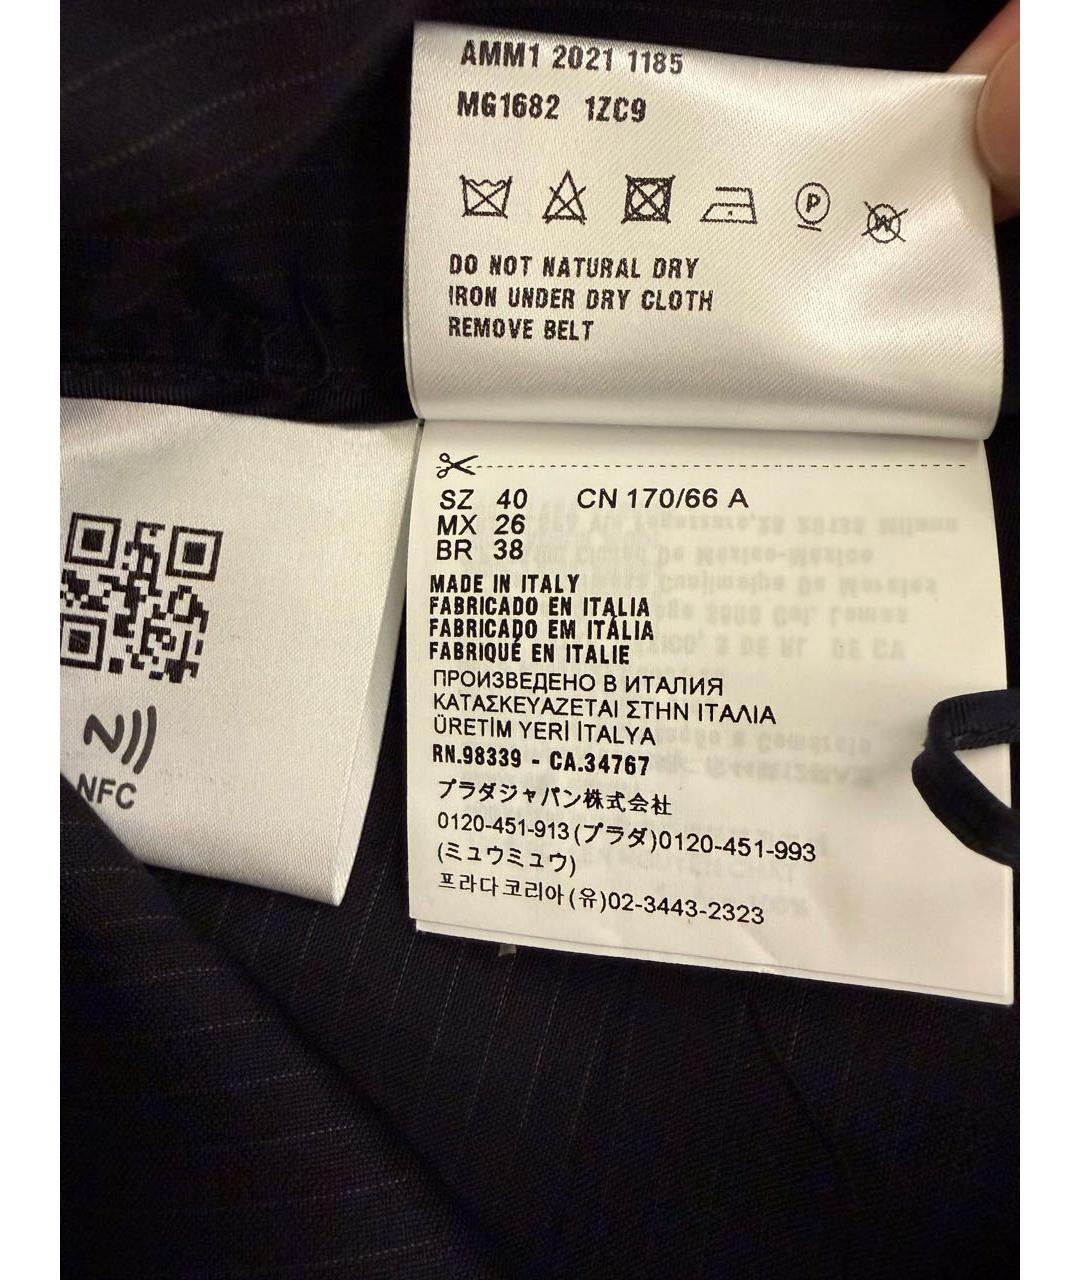 AMM1 2021 1185
MG1682 1ZC9
P
W
DO NOT NATURAL DRY
IRON UNDER DRY CLOTH
REMOVE BELT
NFC
SZ 40 CN 170/66 A
MX 26
BR 38
MADE IN ITALY
FABRICADO EN ITALIA
FABRICADO EM ITÁLIA
FABRIQUÉ EN ITALIE
ПРОИЗВЕДЕНО В ИТАЛИЯ
ΚΑΤΑΣΚΕΥΑΖΕΤΑΙ ΣΤΗΝ ΙΤΑΛΙΑ
ÜRETİM YERİ İTALYA
RN.98339 - CA.34767
プラダジャパン株式会社
0120-451-913(プラダ)0120-451-993
(ミュウミュウ)
프라다코리아(유)02-3443-2323